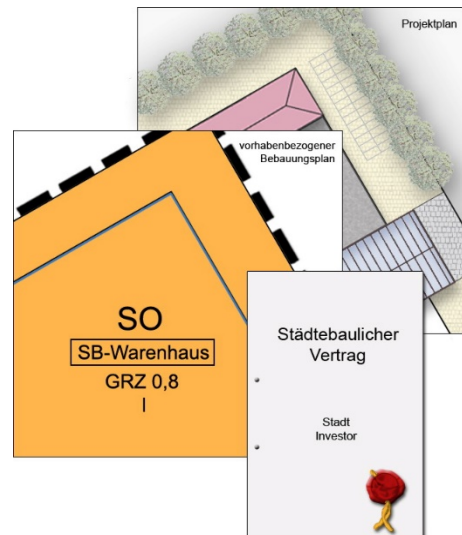 Projektplan
vorhabenbezogener
Bebauungsplan
SO
SB-Warenhaus
GRZ 0,8
I
Städtebaulicher
Vertrag
Stadt
Investor